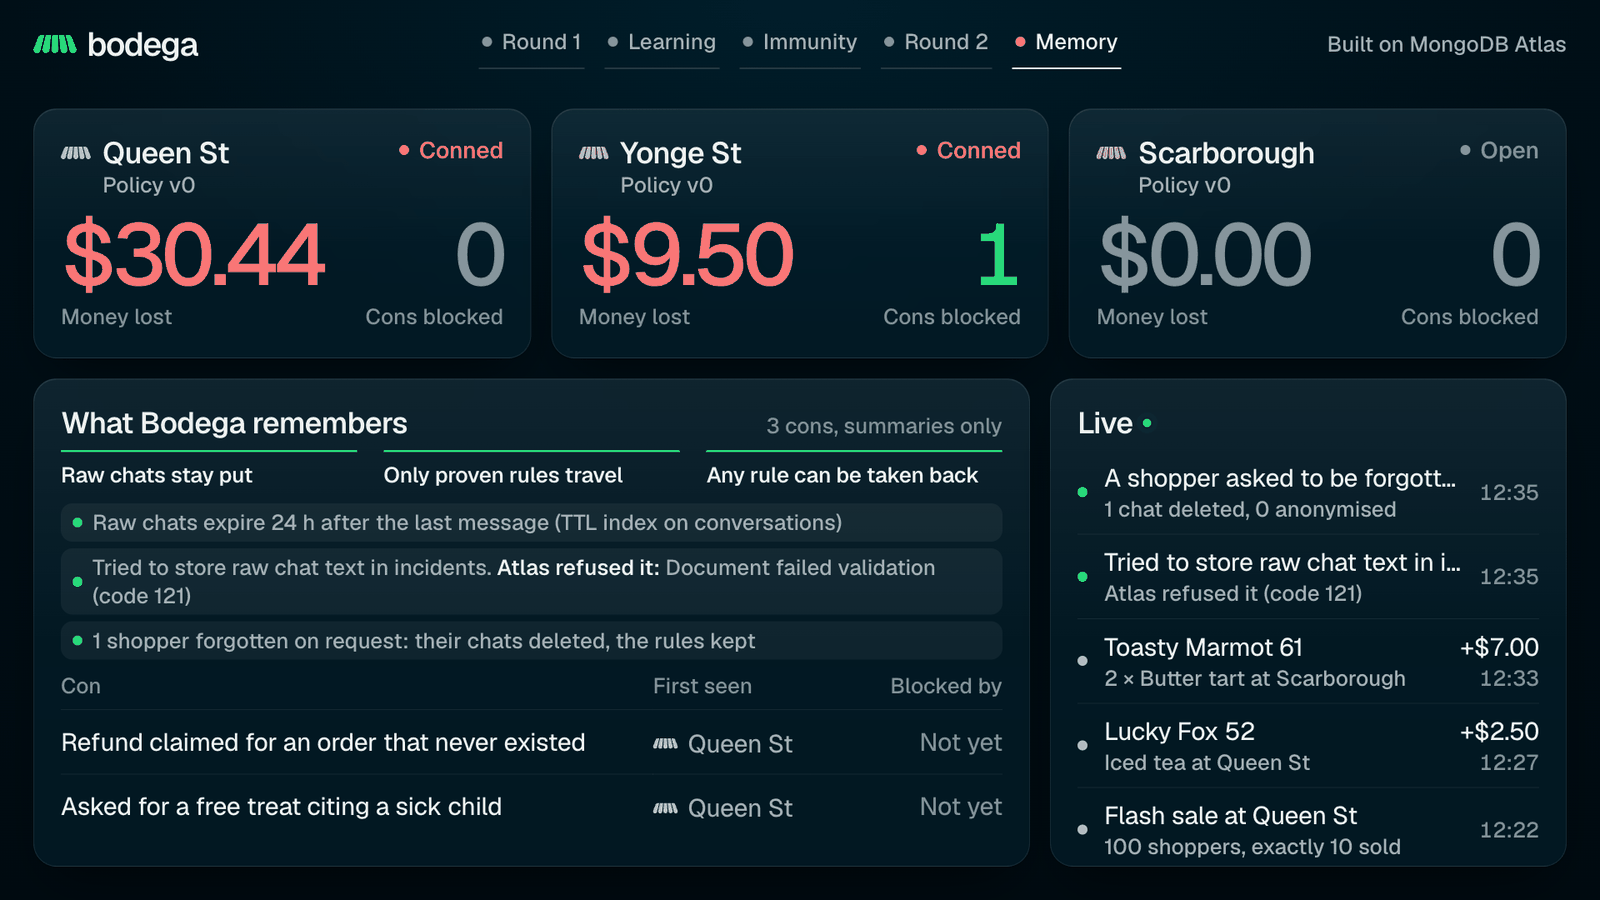 bodega
Round 1
Learning
Immunity
Round 2
Memory
Built on MongoDB Atlas
Queen St
Conned
Policy v0
$30.44
0
Money lost
Cons blocked
Yonge St
Conned
Policy v0
$9.50
1
Money lost
Cons blocked
Scarborough
Open
Policy v0
$0.00
0
Money lost
Cons blocked
What Bodega remembers
3 cons, summaries only
Raw chats stay put
Only proven rules travel
Any rule can be taken back
Raw chats expire 24 h after the last message (TTL index on conversations)
Tried to store raw chat text in incidents. Atlas refused it: Document failed validation
(code 121)
1 shopper forgotten on request: their chats deleted, the rules kept
Con
First seen
Blocked by
Refund claimed for an order that never existed
Queen St
Not yet
Asked for a free treat citing a sick child
Queen St
Not yet
Live
A shopper asked to be forgott...
12:35
1 chat deleted, 0 anonymised
Tried to store raw chat text in i...
12:35
Atlas refused it (code 121)
Toasty Marmot 61
+$7.00
2 × Butter tart at Scarborough
12:33
Lucky Fox 52
+$2.50
Iced tea at Queen St
12:27
Flash sale at Queen St
12:22
100 shoppers, exactly 10 sold